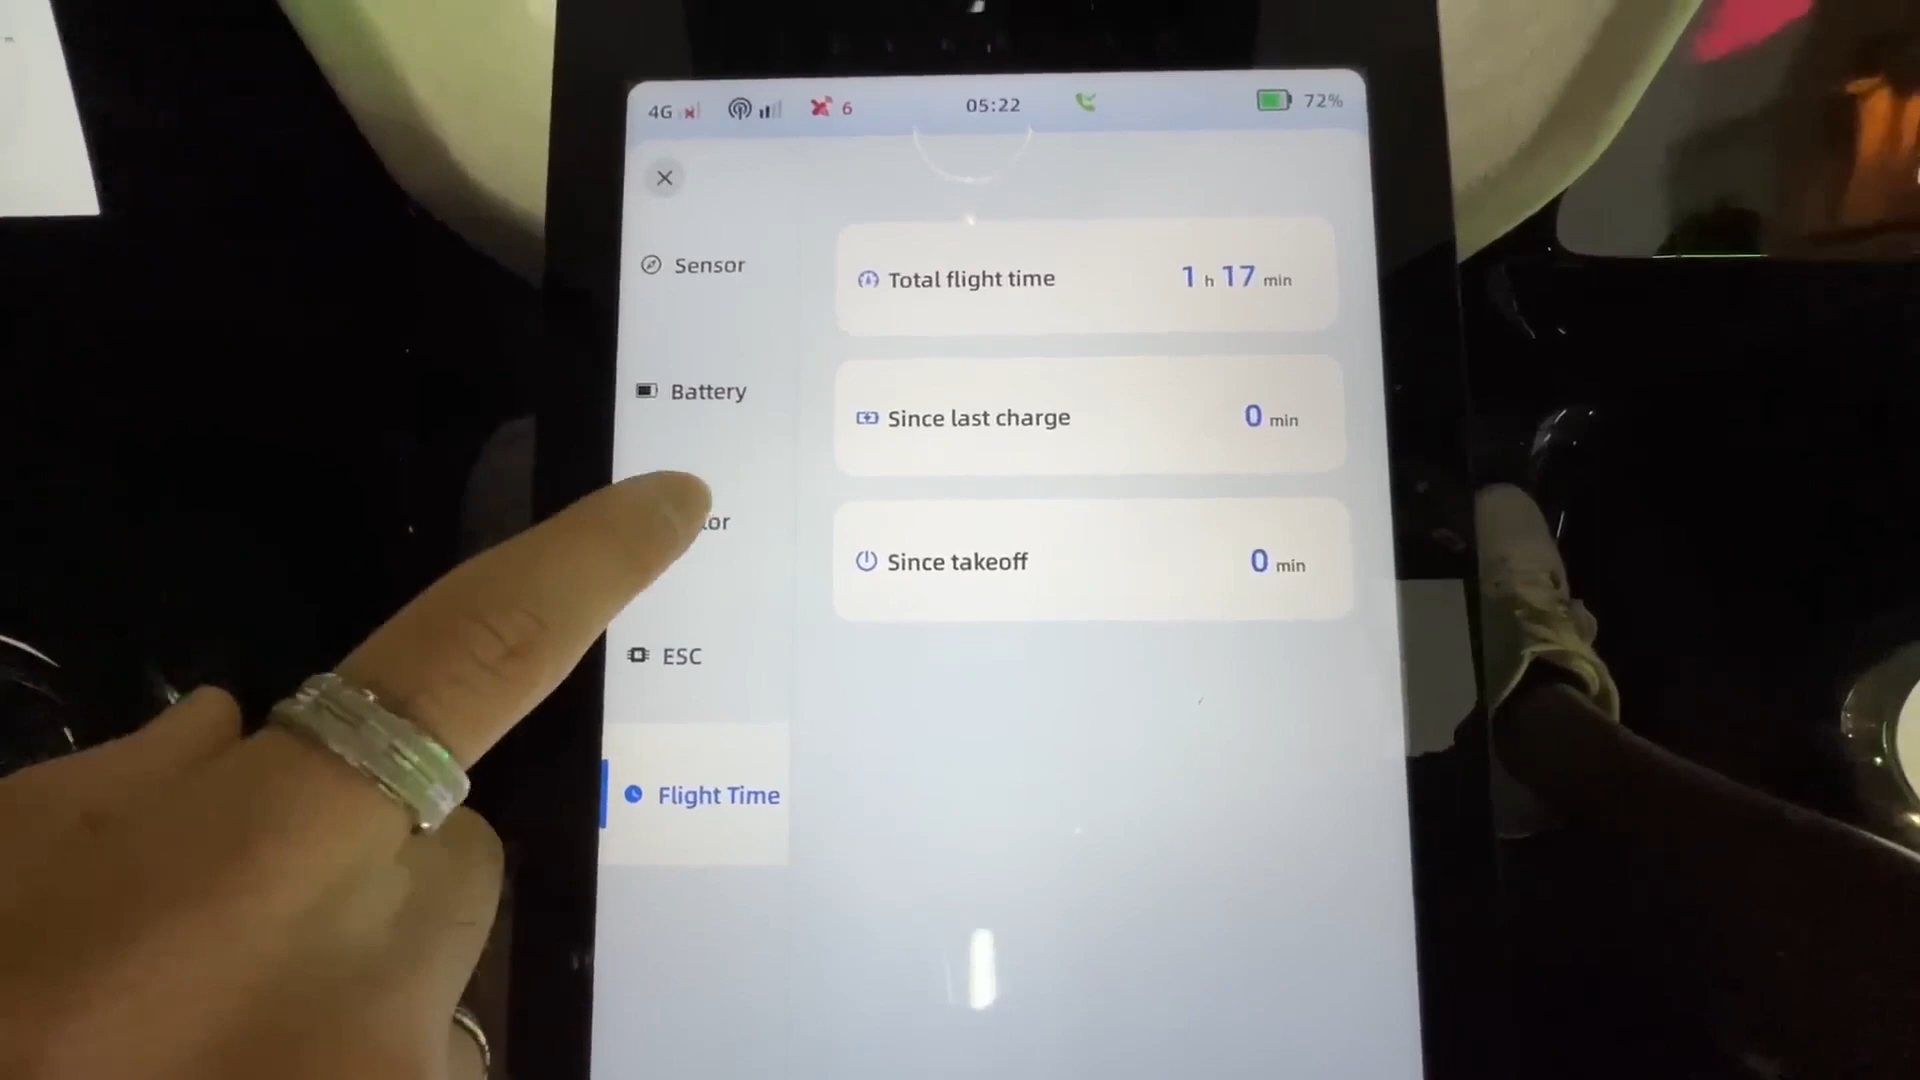 4G 6 05:22 72%
Sensor
Total flight time 1 h 17 min
Battery
Since last charge 0 min
Since takeoff 0 min
ESC
Flight Time